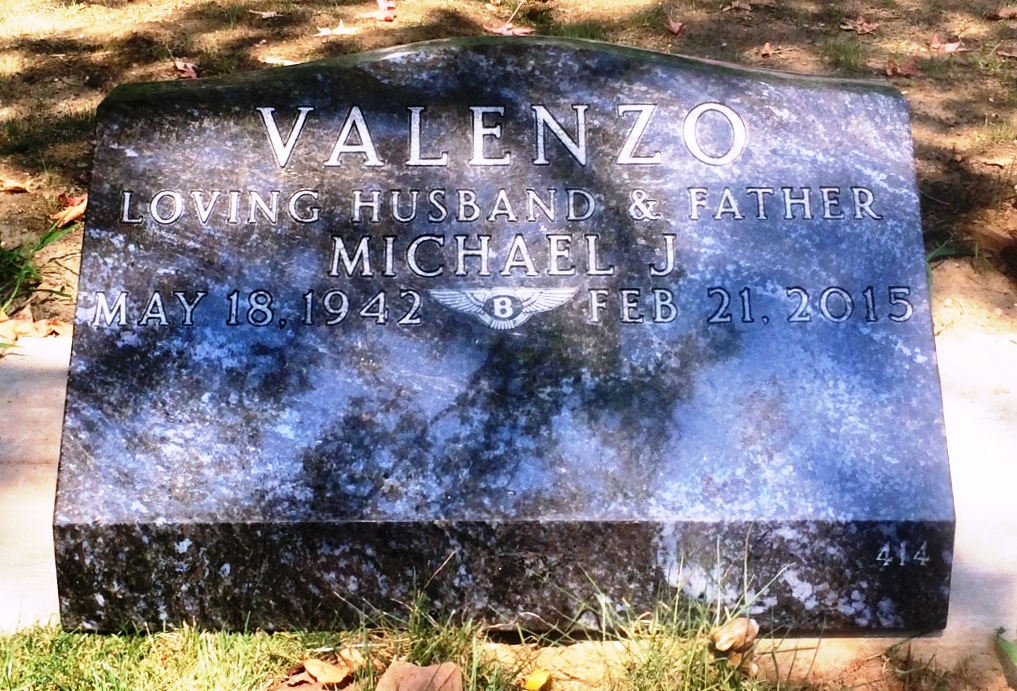 VALENZO
LOVING HUSBAND & FATHER
MICHAEL J
MAY 18, 1942 B FEB 21, 2015
414